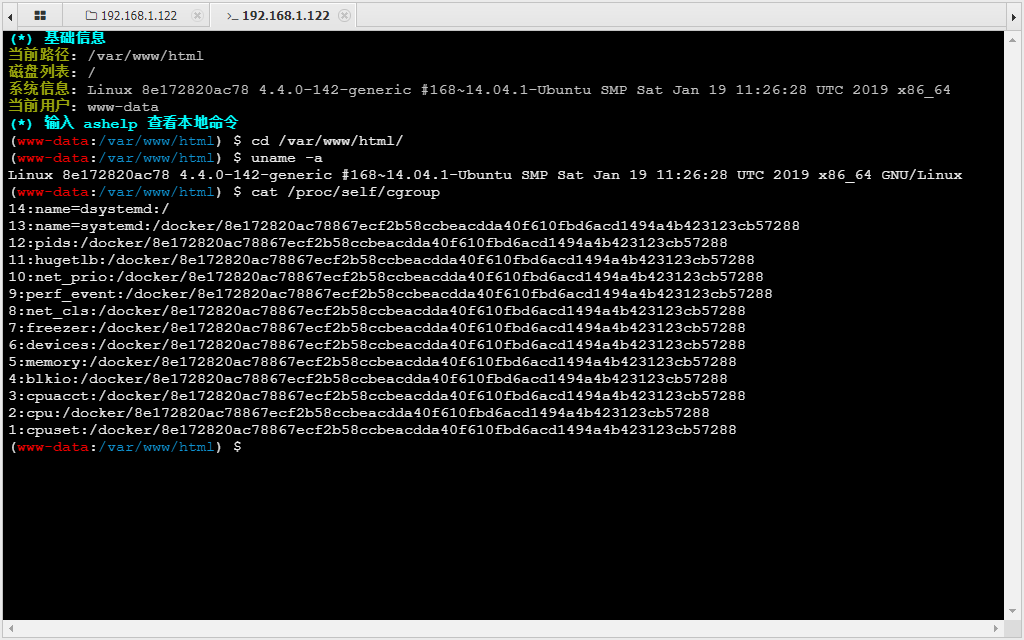 192.168.1.122
192.168.1.122
(*) 基础信息
当前路径: /var/www/html
磁盘列表: /
系统信息: Linux 8e172820ac78 4.4.0-142-generic #168~14.04.1-Ubuntu SMP Sat Jan 19 11:26:28 UTC 2019 x86_64
当前用户: www-data
(*) 输入 ashelp 查看本地命令
(www-data:/var/www/html) $ cd /var/www/html/
(www-data:/var/www/html) $ uname -a
Linux 8e172820ac78 4.4.0-142-generic #168~14.04.1-Ubuntu SMP Sat Jan 19 11:26:28 UTC 2019 x86_64 GNU/Linux
(www-data:/var/www/html) $ cat /proc/self/cgroup
14:name=dsystemd:/
13:name=systemd:/docker/8e172820ac78867ecf2b58ccbeacdda40f610fbd6acd1494a4b423123cb57288
12:pids:/docker/8e172820ac78867ecf2b58ccbeacdda40f610fbd6acd1494a4b423123cb57288
11:hugetlb:/docker/8e172820ac78867ecf2b58ccbeacdda40f610fbd6acd1494a4b423123cb57288
10:net_prio:/docker/8e172820ac78867ecf2b58ccbeacdda40f610fbd6acd1494a4b423123cb57288
9:perf_event:/docker/8e172820ac78867ecf2b58ccbeacdda40f610fbd6acd1494a4b423123cb57288
8:net_cls:/docker/8e172820ac78867ecf2b58ccbeacdda40f610fbd6acd1494a4b423123cb57288
7:freezer:/docker/8e172820ac78867ecf2b58ccbeacdda40f610fbd6acd1494a4b423123cb57288
6:devices:/docker/8e172820ac78867ecf2b58ccbeacdda40f610fbd6acd1494a4b423123cb57288
5:memory:/docker/8e172820ac78867ecf2b58ccbeacdda40f610fbd6acd1494a4b423123cb57288
4:blkio:/docker/8e172820ac78867ecf2b58ccbeacdda40f610fbd6acd1494a4b423123cb57288
3:cpuacct:/docker/8e172820ac78867ecf2b58ccbeacdda40f610fbd6acd1494a4b423123cb57288
2:cpu:/docker/8e172820ac78867ecf2b58ccbeacdda40f610fbd6acd1494a4b423123cb57288
1:cpuset:/docker/8e172820ac78867ecf2b58ccbeacdda40f610fbd6acd1494a4b423123cb57288
(www-data:/var/www/html) $